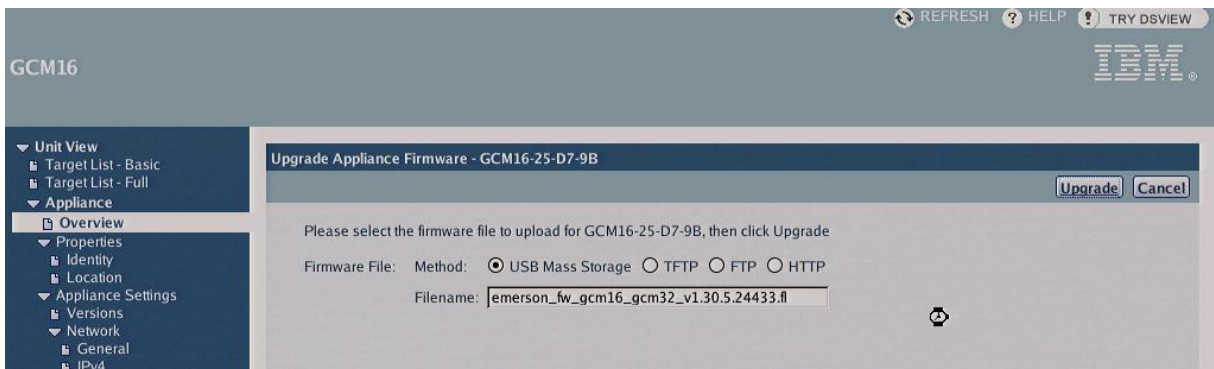 REFRESH ? HELP ! TRY DSVIEW
GCM16
IBM®
Unit View
Target List - Basic
Target List - Full
Appliance
Overview
Properties
Identity
Location
Appliance Settings
Versions
Network
General
IPv4
Upgrade Appliance Firmware - GCM16-25-D7-9B
Upgrade Cancel
Please select the firmware file to upload for GCM16-25-D7-9B, then click Upgrade
Firmware File: Method: USB Mass Storage TFTP FTP HTTP
Filename: emerson_fw_gcm16_gcm32_v1.30.5.24433.fl